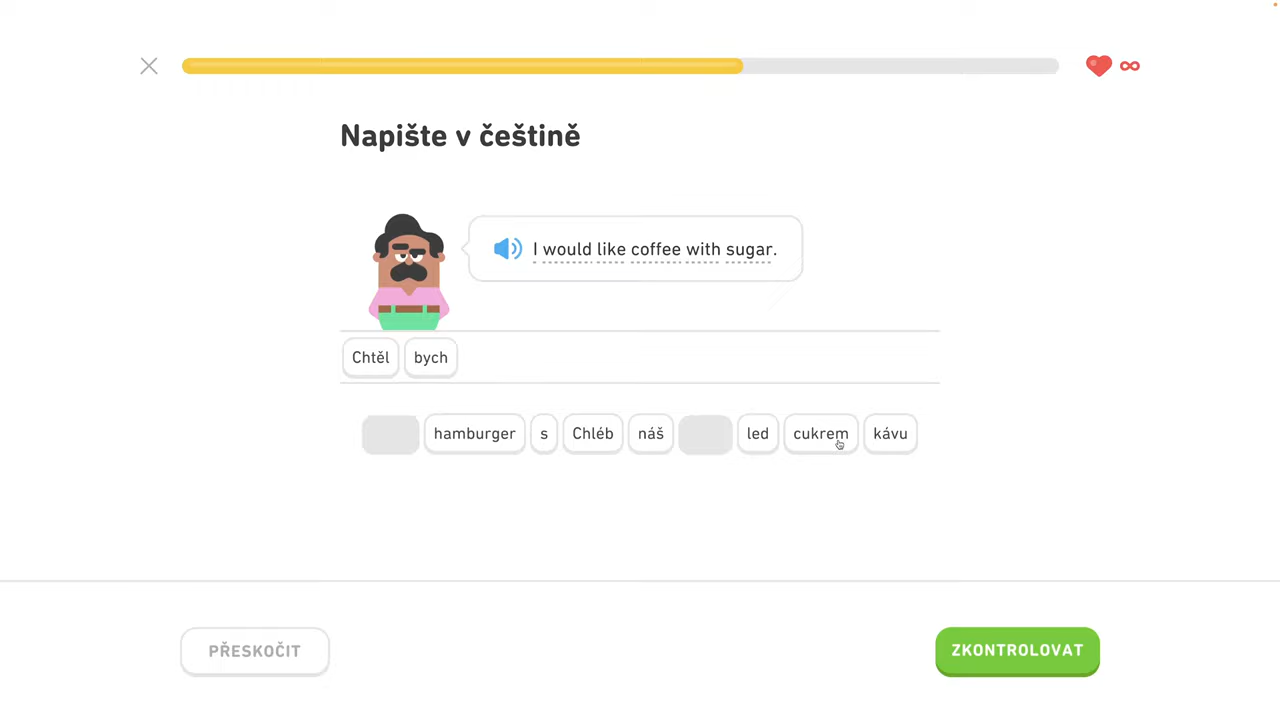 Napište v češtině
I would like coffee with sugar.
Chtěl bych
hamburger s Chléb náš led cukrem kávu
PŘESKOČIT ZKONTROLOVAT